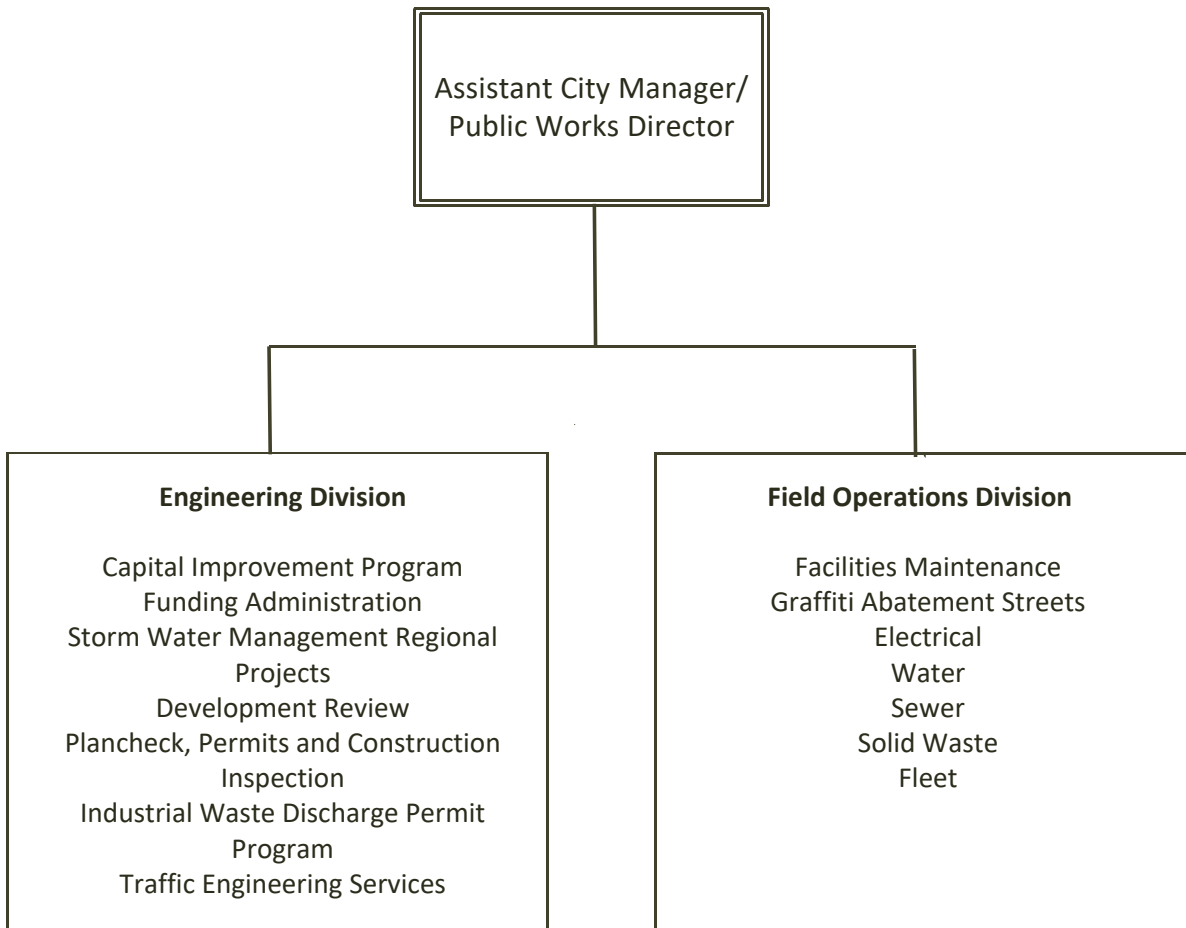 Assistant City Manager/
Public Works Director
Engineering Division
Capital Improvement Program
Funding Administration
Storm Water Management Regional
Projects
Development Review
Plancheck, Permits and Construction
Inspection
Industrial Waste Discharge Permit
Program
Traffic Engineering Services
Field Operations Division
Facilities Maintenance
Graffiti Abatement Streets
Electrical
Water
Sewer
Solid Waste
Fleet